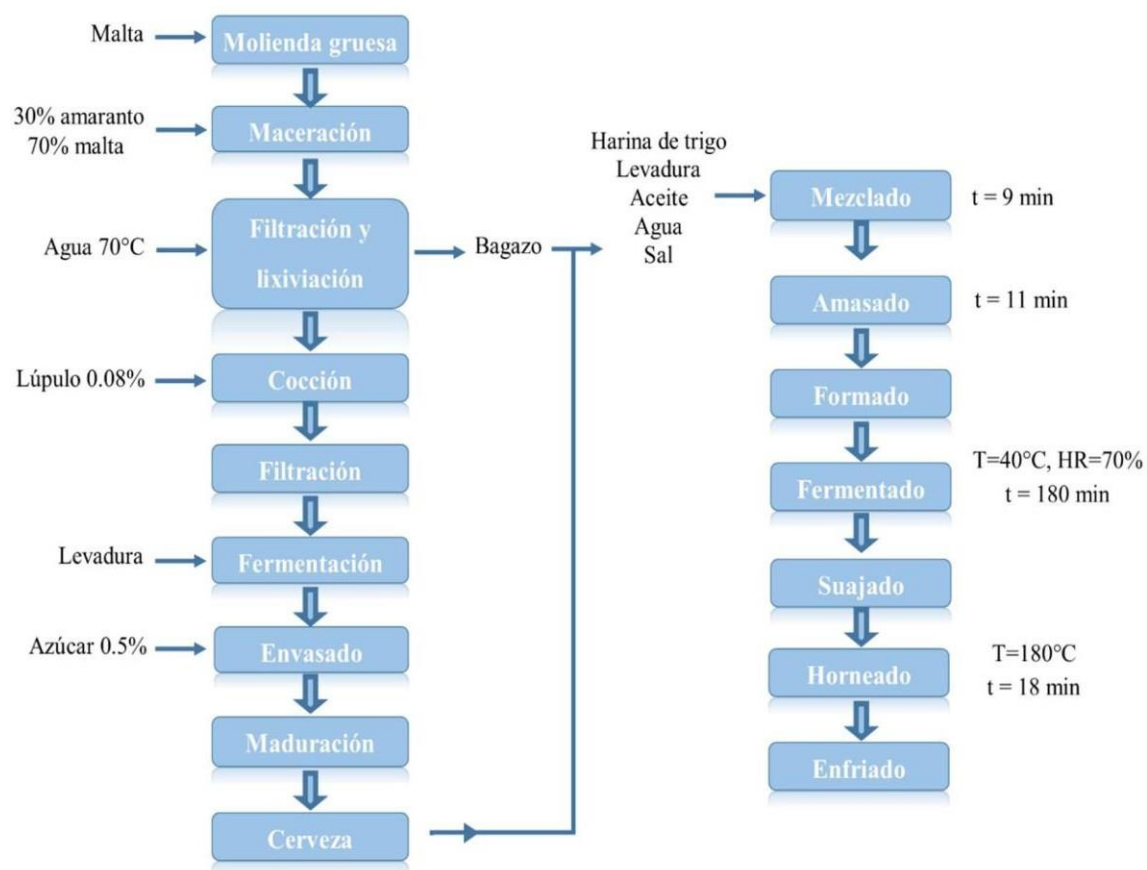 Malta
Molienda gruesa
30% amaranto
70% malta
Maceración
Agua 70°C
Filtración y
lixiviación
Bagazo
Lúpulo 0.08%
Cocción
Filtración
Levadura
Fermentación
Azúcar 0.5%
Envasado
Maduración
Cerveza
Harina de trigo
Levadura
Aceite
Agua
Sal
Mezclado
t = 9 min
Amasado
t = 11 min
Formado
Fermentado
T=40°C, HR=70%
t = 180 min
Suajado
Horneado
T=180°C
t = 18 min
Enfriado